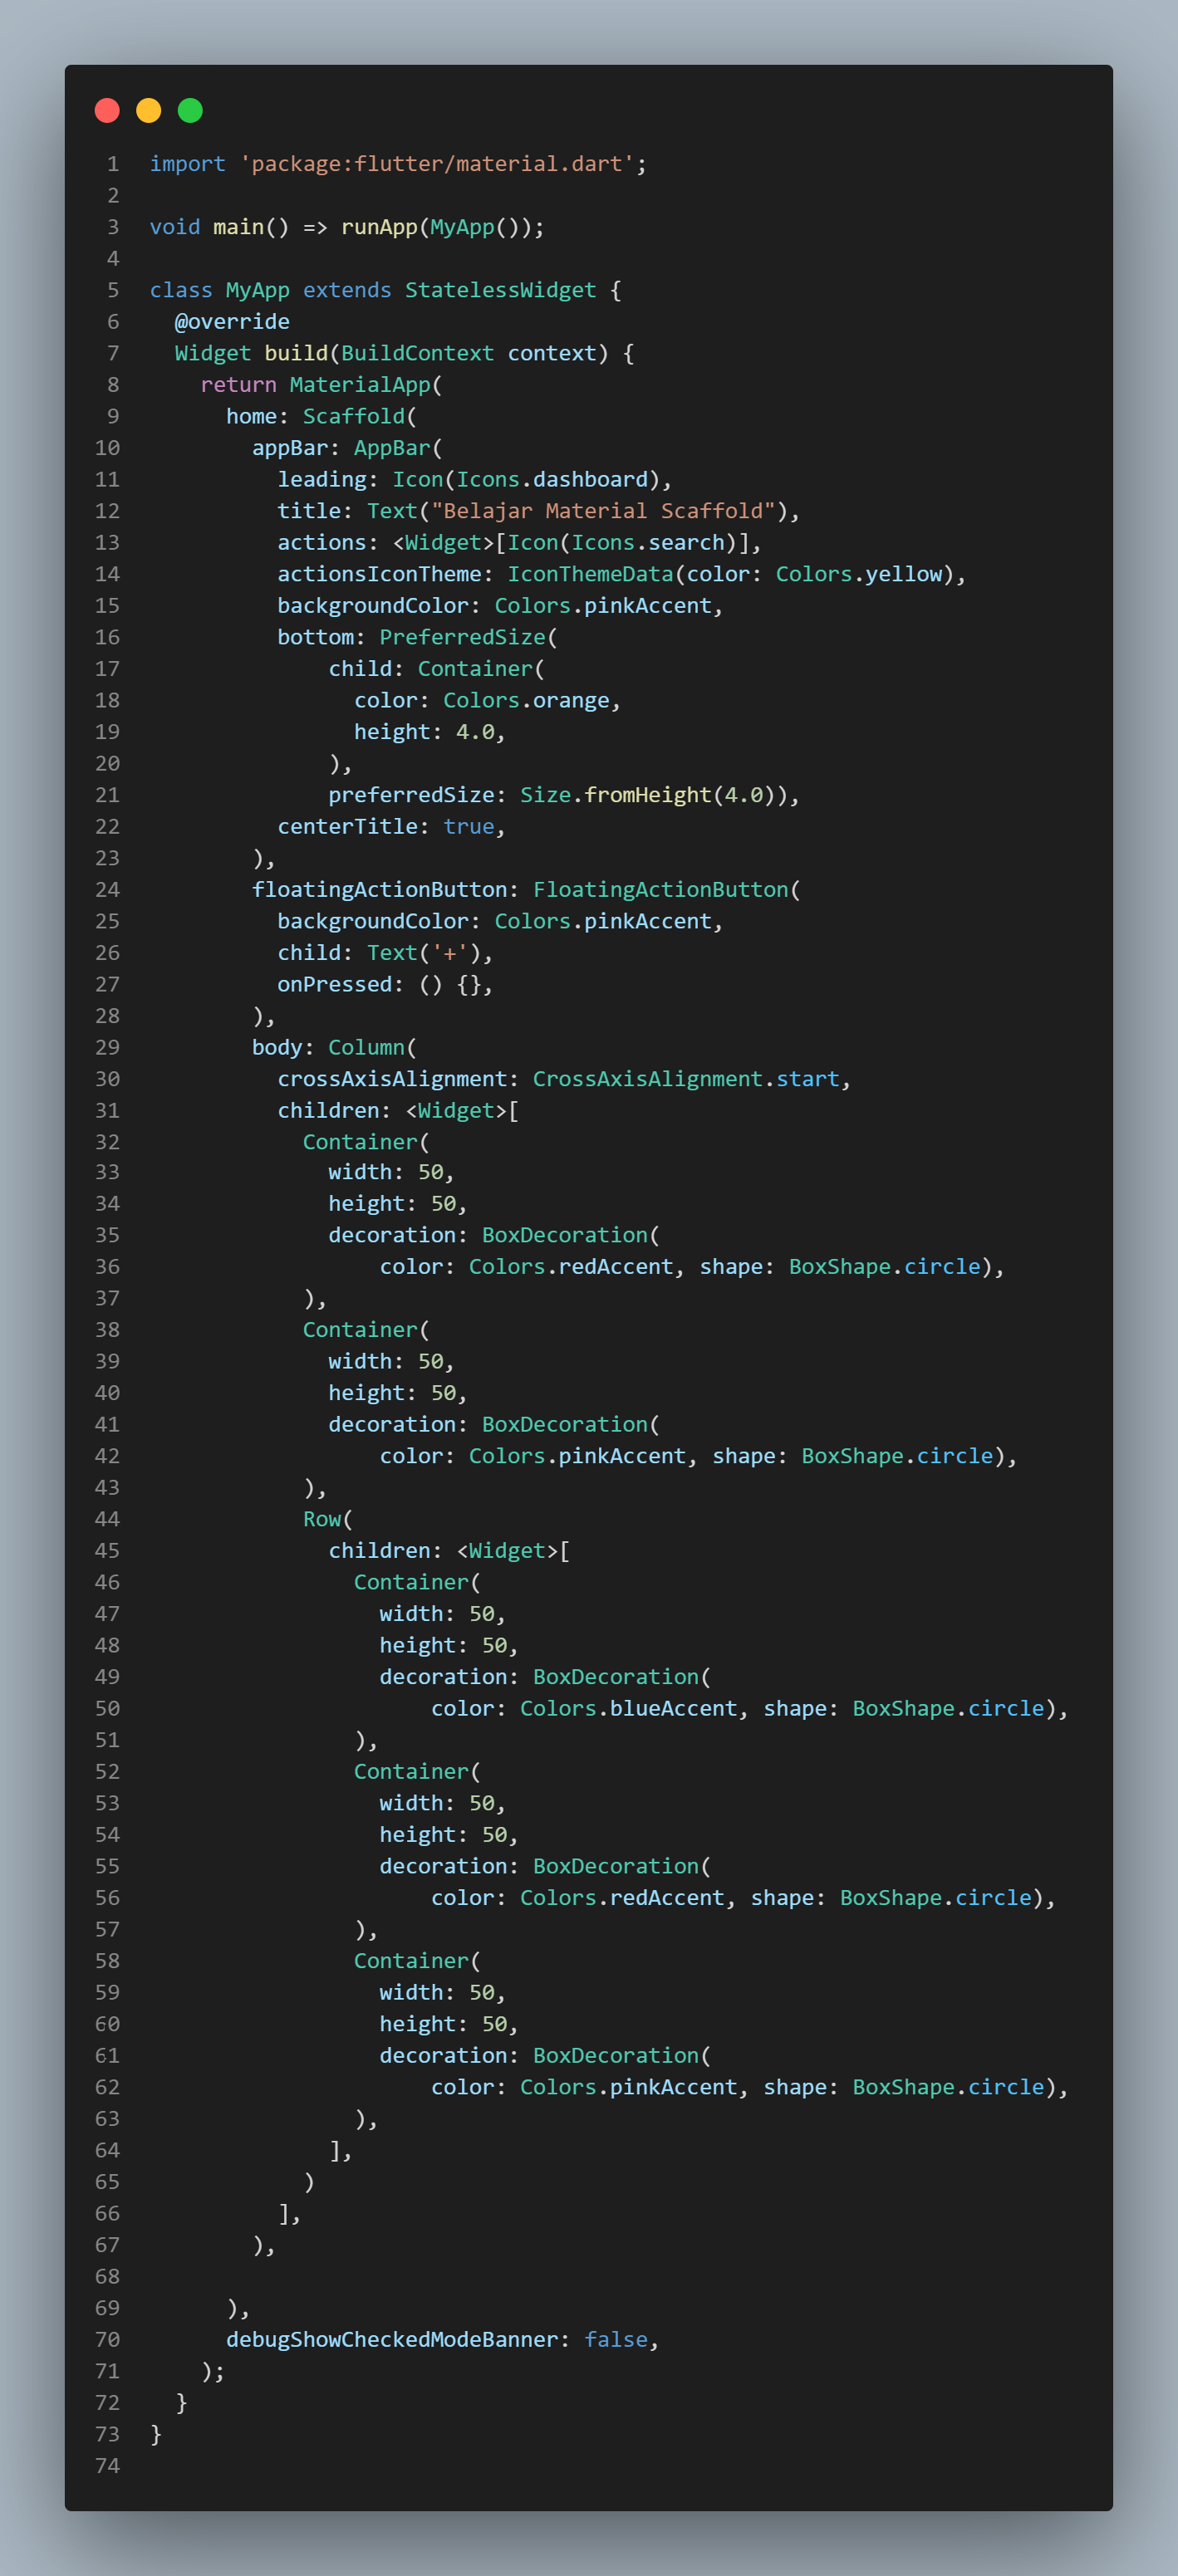 1 import 'package:flutter/material.dart';
2
3 void main() => runApp(MyApp());
4
5 class MyApp extends StatelessWidget {
6   @override
7   Widget build(BuildContext context) {
8     return MaterialApp(
9       home: Scaffold(
10         appBar: AppBar(
11           leading: Icon(Icons.dashboard),
12           title: Text("Belajar Material Scaffold"),
13           actions: <Widget>[Icon(Icons.search)],
14           actionsIconTheme: IconThemeData(color: Colors.yellow),
15           backgroundColor: Colors.pinkAccent,
16           bottom: PreferredSize(
17               child: Container(
18                 color: Colors.orange,
19                 height: 4.0,
20               ),
21               preferredSize: Size.fromHeight(4.0)),
22           centerTitle: true,
23         ),
24         floatingActionButton: FloatingActionButton(
25           backgroundColor: Colors.pinkAccent,
26           child: Text('+'),
27           onPressed: () {},
28         ),
29         body: Column(
30           crossAxisAlignment: CrossAxisAlignment.start,
31           children: <Widget>[
32             Container(
33               width: 50,
34               height: 50,
35               decoration: BoxDecoration(
36                   color: Colors.redAccent, shape: BoxShape.circle),
37             ),
38             Container(
39               width: 50,
40               height: 50,
41               decoration: BoxDecoration(
42                   color: Colors.pinkAccent, shape: BoxShape.circle),
43             ),
44             Row(
45               children: <Widget>[
46                 Container(
47                   width: 50,
48                   height: 50,
49                   decoration: BoxDecoration(
50                       color: Colors.blueAccent, shape: BoxShape.circle),
51                 ),
52                 Container(
53                   width: 50,
54                   height: 50,
55                   decoration: BoxDecoration(
56                       color: Colors.redAccent, shape: BoxShape.circle),
57                 ),
58                 Container(
59                   width: 50,
60                   height: 50,
61                   decoration: BoxDecoration(
62                       color: Colors.pinkAccent, shape: BoxShape.circle),
63                 ),
64               ],
65             )
66           ],
67         ),
68
69       ),
70       debugShowCheckedModeBanner: false,
71     );
72   }
73 }
74